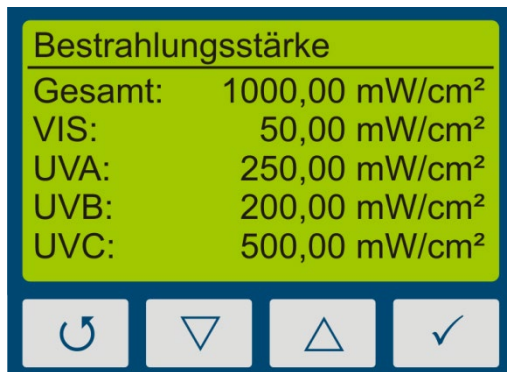 Bestrahlungsstärke
Gesamt: 1000,00 mW/cm²
VIS: 50,00 mW/cm²
UVA: 250,00 mW/cm²
UVB: 200,00 mW/cm²
UVC: 500,00 mW/cm²